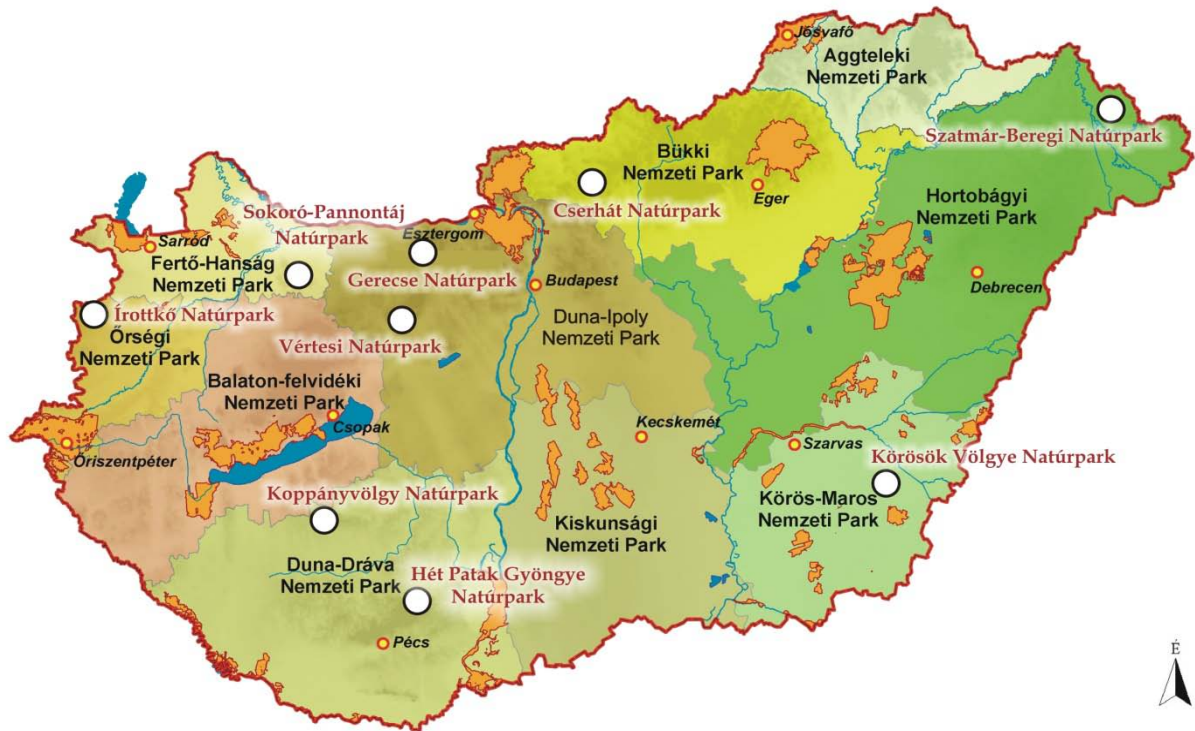 Jósvafő
Aggteleki
Nemzeti Park
Szatmár-Beregi Natúrpark
Bükki
Nemzeti Park
Eger
Cserhát Natúrpark
Hortobágyi
Nemzeti Park
Debrecen
Sokoró-Pannontáj
Natúrpark
Esztergom
Sarród
Fertő-Hanság
Nemzeti Park
Gerecse Natúrpark
Budapest
Írottkő Natúrpark
Őrségi
Nemzeti Park
Vértesi Natúrpark
Duna-Ipoly
Nemzeti Park
Balaton-felvidéki
Nemzeti Park
Csopak
Őriszentpéter
Kecskemét
Szarvas
Körösök Völgye Natúrpark
Koppányvölgy Natúrpark
Körös-Maros
Nemzeti Park
Kiskunsági
Nemzeti Park
Duna-Dráva
Nemzeti Park
Hét Patak Gyöngye
Natúrpark
Pécs
É